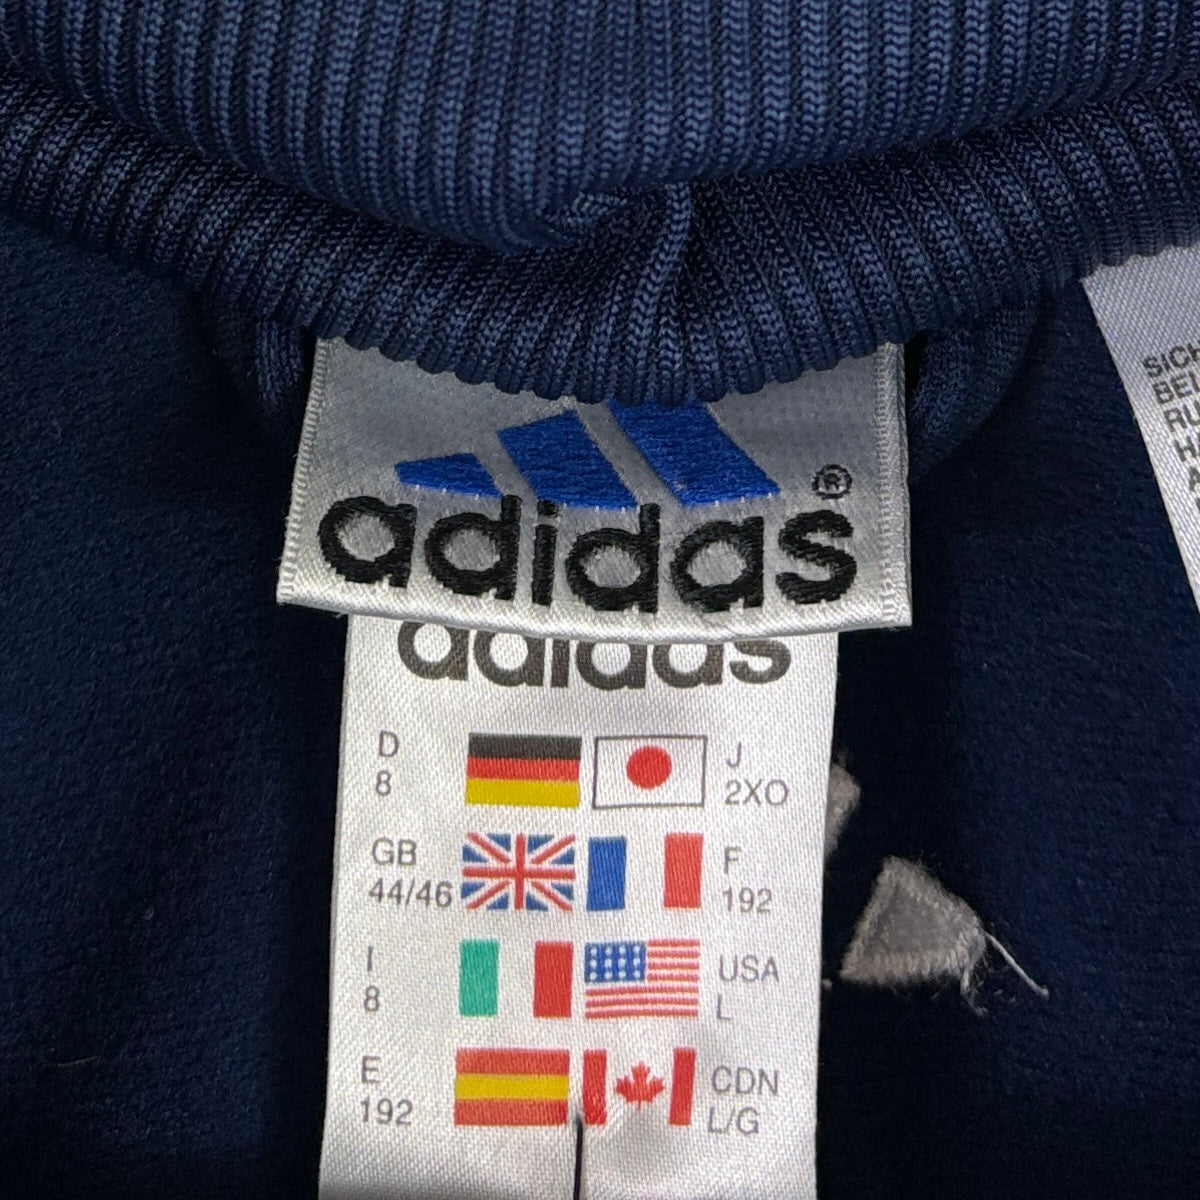 adidas®
adidas
D
8
J
2XO
GB
44/46
F
192
I
8
USA
L
E
192
CDN
L/G